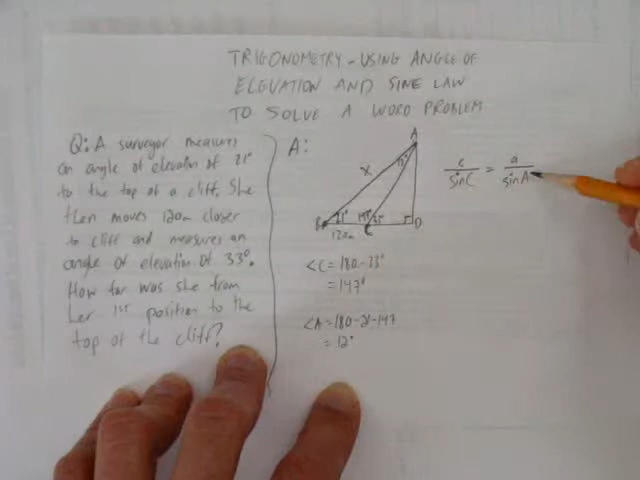 TRIGONOMETRY - USING ANGLE OF
ELEVATION AND SINE LAW
TO SOLVE A WORD PROBLEM
Q: A surveyor measures
an angle of elevation of 21°
to the top of a cliff. She
then moves 120m closer
to cliff and measures an
angle of elevation of 33°.
How far was she from
her 1st position to the
top of the cliff?
A:
A
x
12°
B
21°
147°
33°
C
D
120m
c/sinC = a/sinA
<C = 180-33°
= 147°
<A = 180-21-147
= 12°